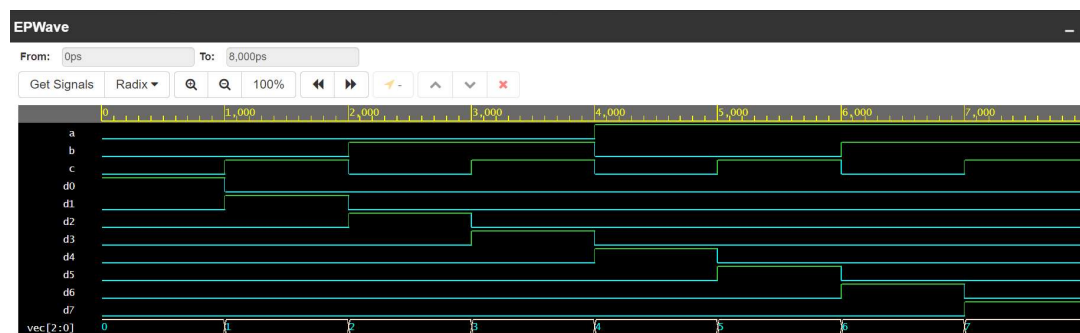 EPWave
From: 0ps To: 8,000ps
Get Signals Radix 100%
0 1,000 2,000 3,000 4,000 5,000 6,000 7,000
a
b
c
d0
d1
d2
d3
d4
d5
d6
d7
vec[2:0] 0 1 2 3 4 5 6 7